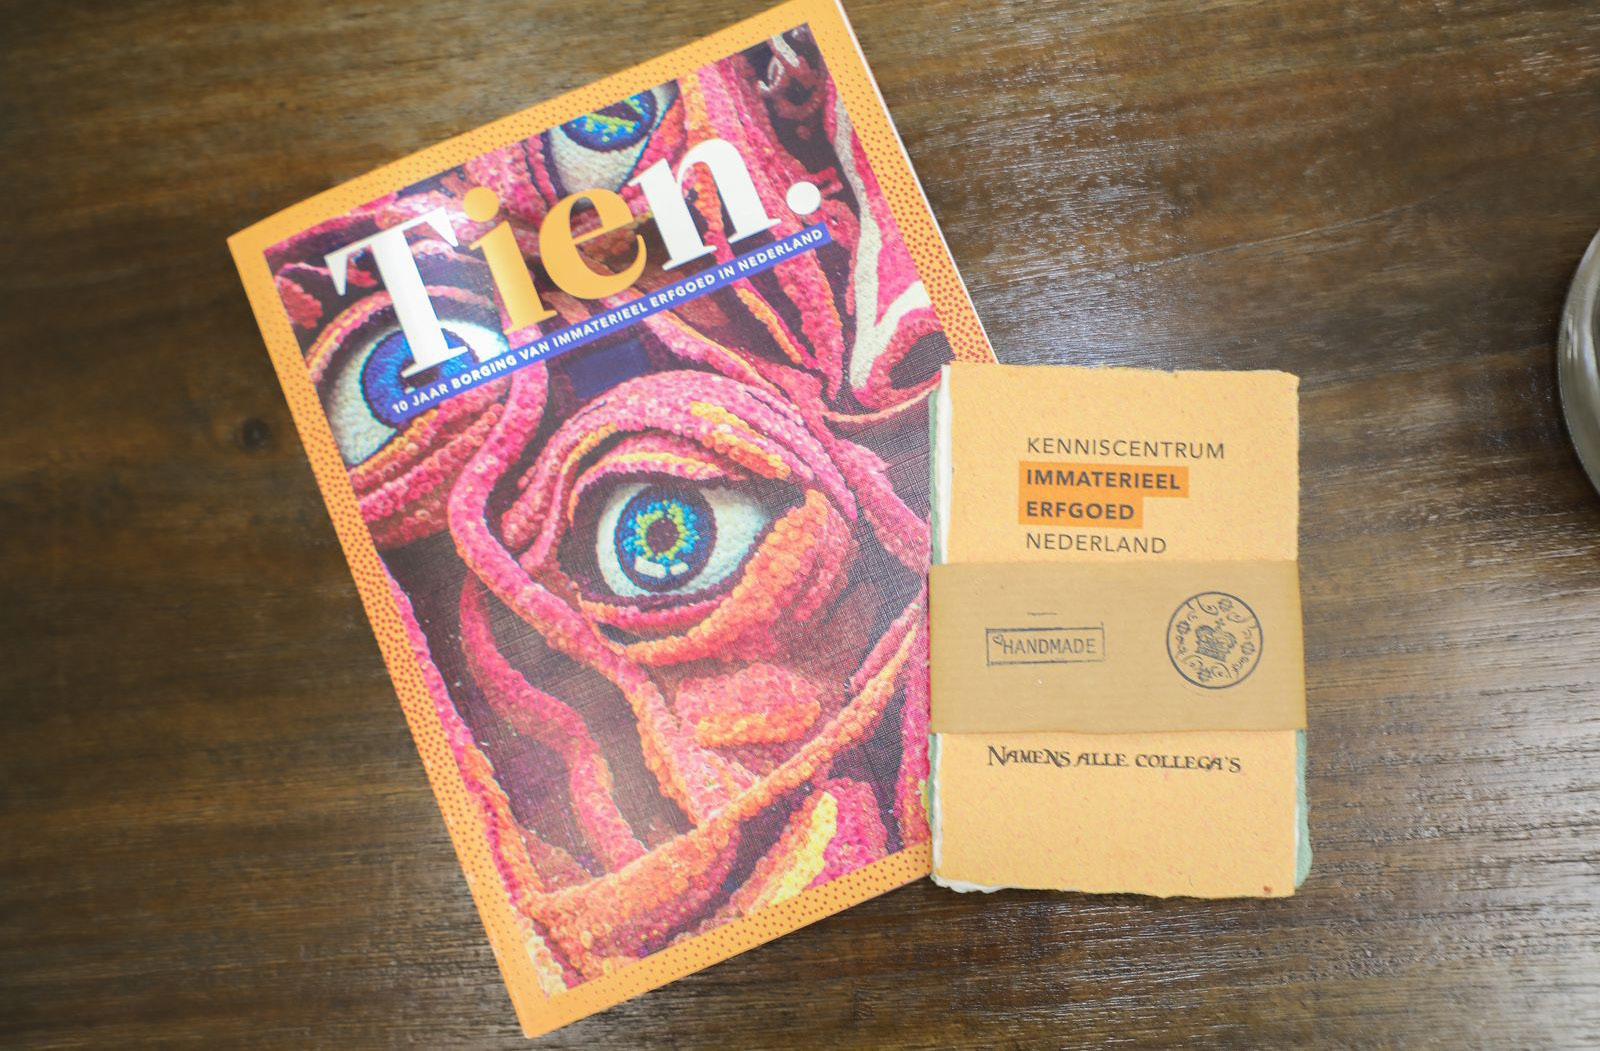 Tien.
10 JAAR BORGING VAN IMMATERIEEL ERFGOED IN NEDERLAND
KENNISCENTRUM
IMMATERIEEL
ERFGOED
NEDERLAND
HANDMADE
NAMENS ALLE COLLEGA'S